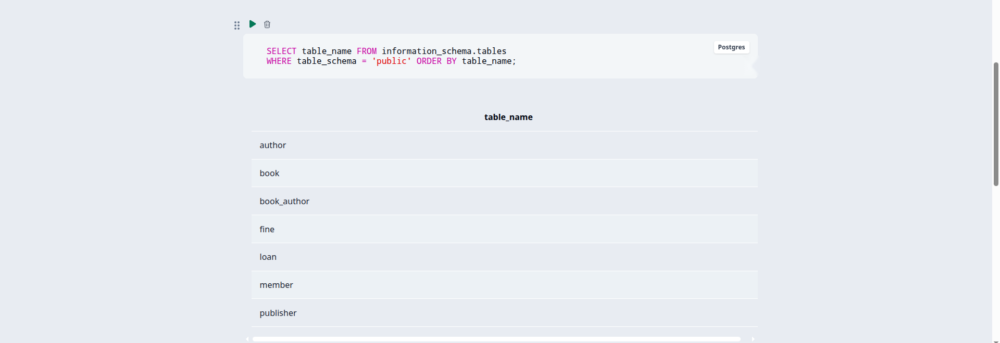 Postgres
SELECT table_name FROM information_schema.tables
WHERE table_schema = 'public' ORDER BY table_name;
table_name
author
book
book_author
fine
loan
member
publisher